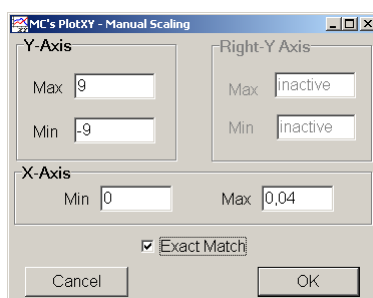 MC's PlotXY - Manual Scaling
Y-Axis Right-Y Axis
Max 9 Max inactive
Min -9 Min inactive
X-Axis
Min 0 Max 0,04
Exact Match
Cancel OK